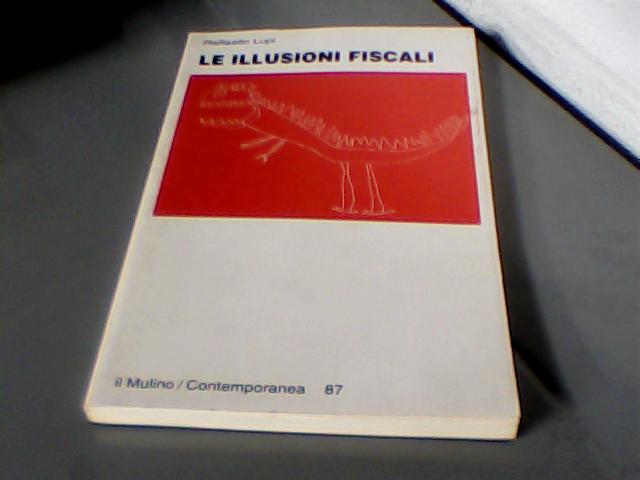 Raffaello Lupi
LE ILLUSIONI FISCALI
il Mulino / Contemporanea 87